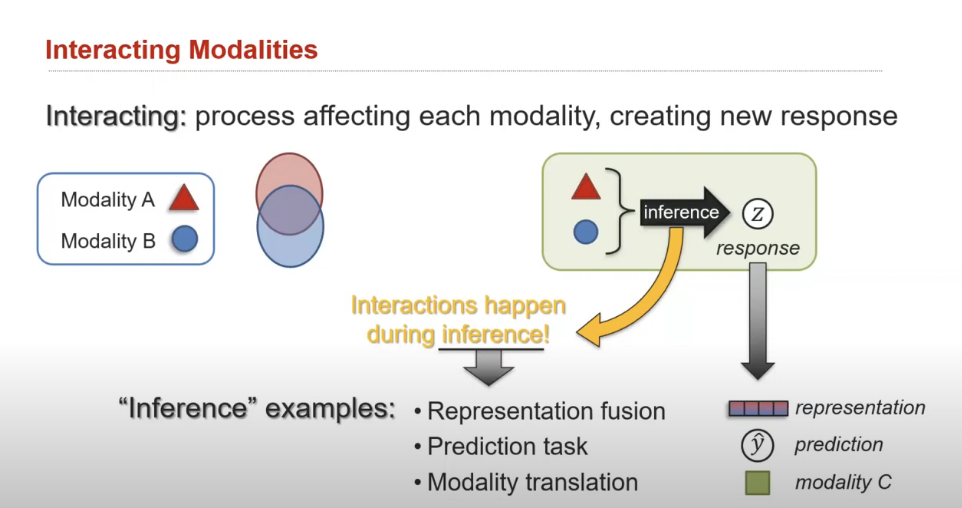 Interacting Modalities
Interacting: process affecting each modality, creating new response
Modality A
Modality B
inference
z
response
Interactions happen
during inference!
“Inference” examples:
• Representation fusion
• Prediction task
• Modality translation
representation
ŷ prediction
modality C